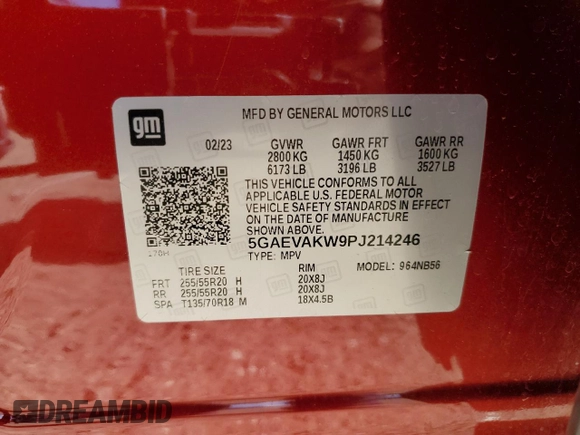 gm
MFD BY GENERAL MOTORS LLC
02/23 GVWR GAWR FRT GAWR RR
2800 KG 1450 KG 1600 KG
6173 LB 3196 LB 3527 LB
THIS VEHICLE CONFORMS TO ALL
APPLICABLE U.S. FEDERAL MOTOR
VEHICLE SAFETY STANDARDS IN EFFECT
ON THE DATE OF MANUFACTURE
SHOWN ABOVE.
5GAEVAKW9PJ214246
TYPE: MPV MODEL: 964NB56
TIRE SIZE RIM
FRT 255/55R20 H 20X8J
RR 255/55R20 H 20X8J
SPA T135/70R18 M 18X4.5B
DREAMBID